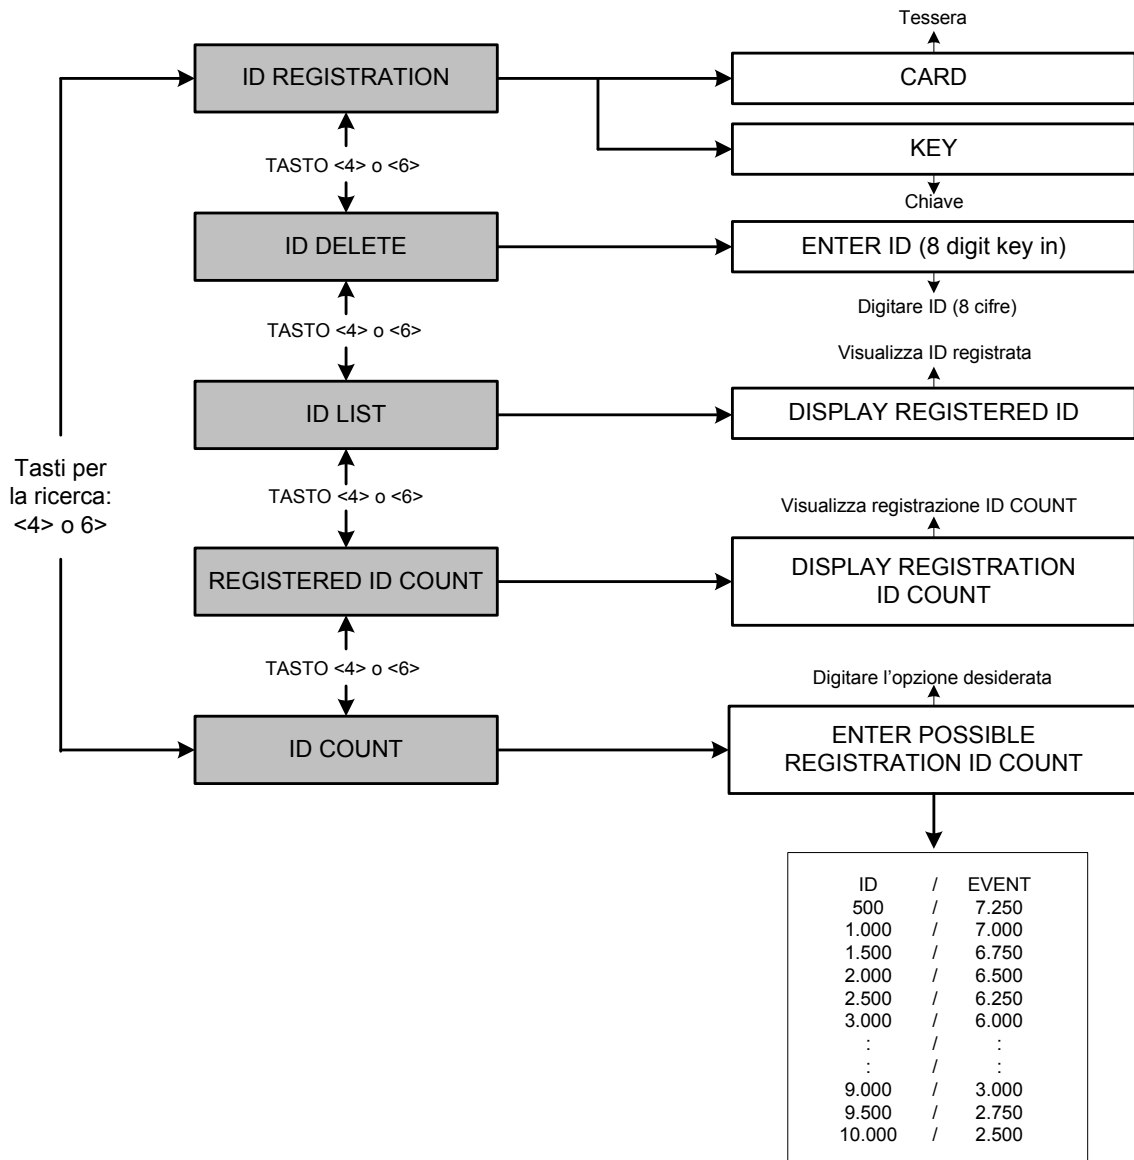 Tessera
ID REGISTRATION
CARD
KEY
TASTO <4> o <6>
Chiave
ID DELETE
ENTER ID (8 digit key in)
Digitare ID (8 cifre)
TASTO <4> o <6>
Visualizza ID registrata
ID LIST
DISPLAY REGISTERED ID
Tasti per
la ricerca:
<4> o 6>
TASTO <4> o <6>
Visualizza registrazione ID COUNT
REGISTERED ID COUNT
DISPLAY REGISTRATION
ID COUNT
TASTO <4> o <6>
Digitare l'opzione desiderata
ID COUNT
ENTER POSSIBLE
REGISTRATION ID COUNT
ID / EVENT
500 / 7.250
1.000 / 7.000
1.500 / 6.750
2.000 / 6.500
2.500 / 6.250
3.000 / 6.000
: / :
: / :
9.000 / 3.000
9.500 / 2.750
10.000 / 2.500